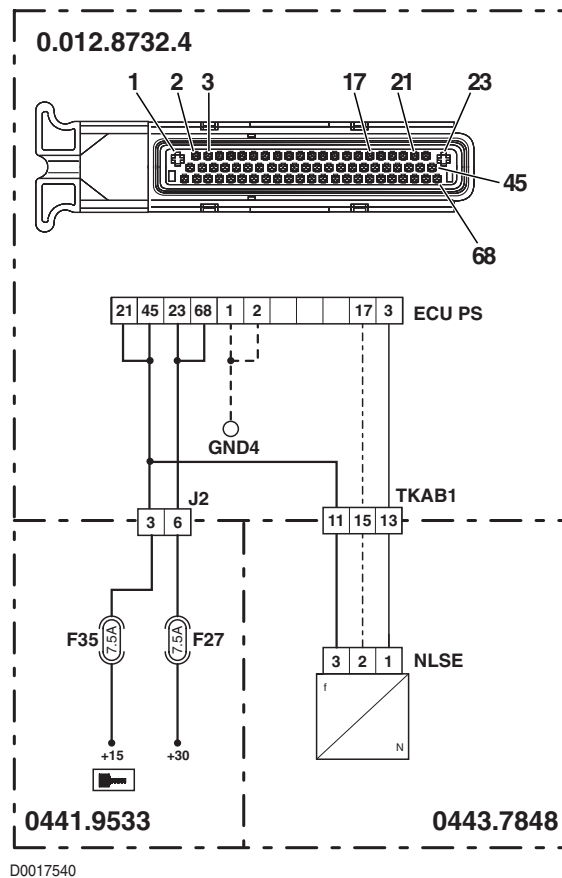 0.012.8732.4
1 2 3 17 21 23
45
68
21 45 23 68 1 2 17 3 ECU PS
GND4
J2 TKAB1
3 6 11 15 13
F35 7.5A 7.5A F27
3 2 1 NLSE
f
N
+15 +30
0441.9533 0443.7848
D0017540